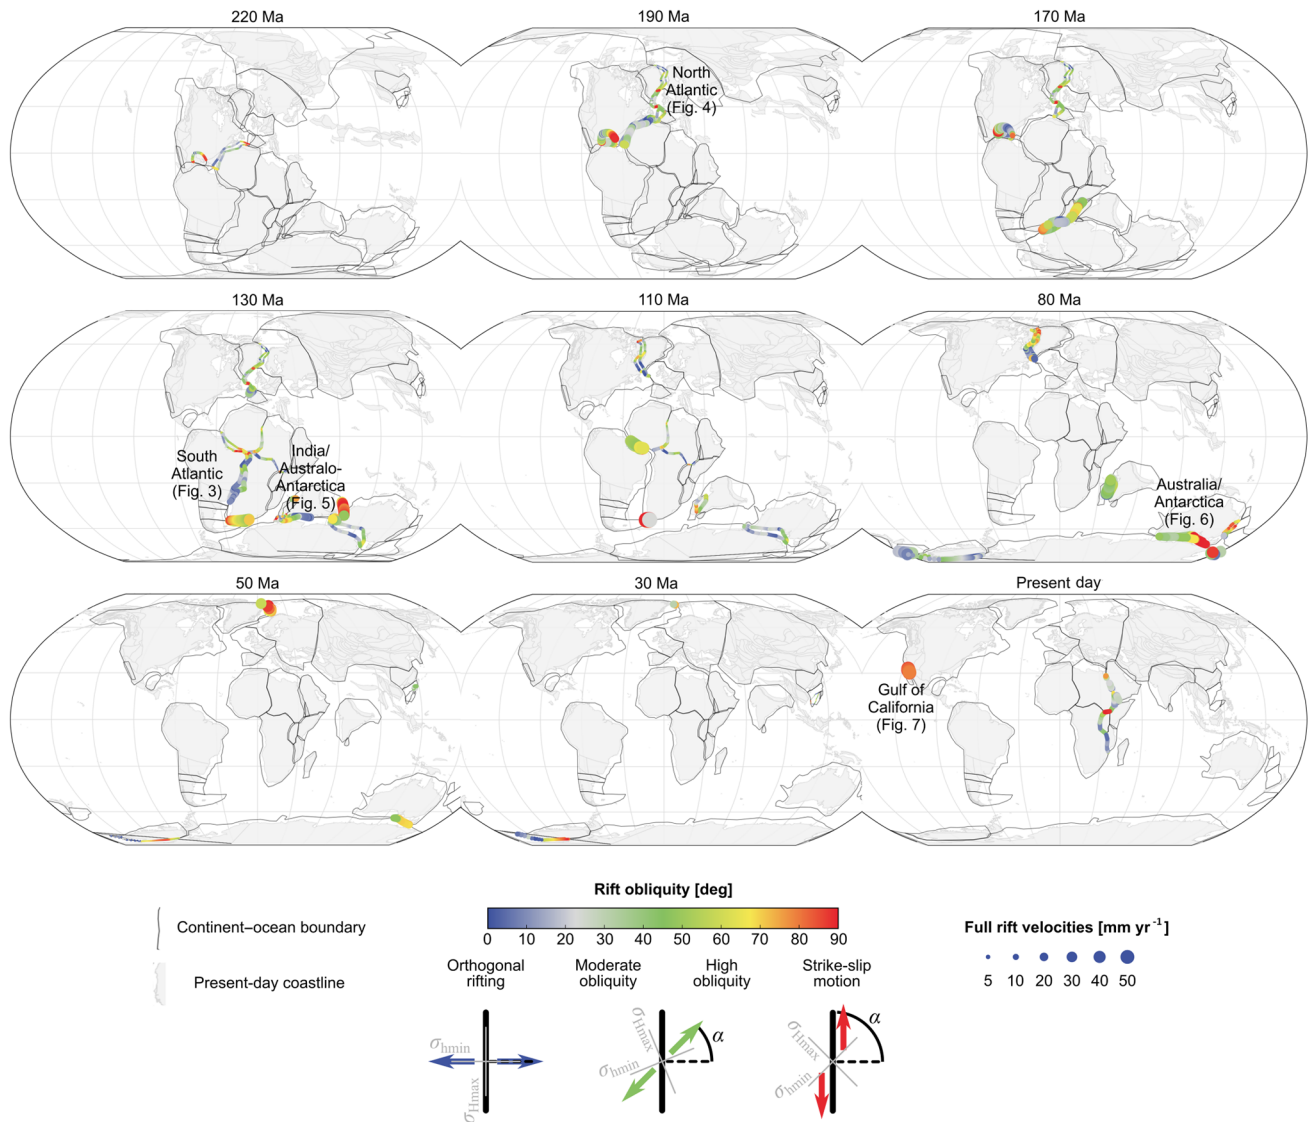 220 Ma
190 Ma
170 Ma
North
Atlantic
(Fig. 4)
130 Ma
110 Ma
80 Ma
South
Atlantic
(Fig. 3)
India/
Australo-
Antarctica
(Fig. 5)
Australia/
Antarctica
(Fig. 6)
50 Ma
30 Ma
Present day
Gulf of
California
(Fig. 7)
Rift obliquity [deg]
0 10 20 30 40 50 60 70 80 90
Continent–ocean boundary
Present-day coastline
Orthogonal
rifting
Moderate
obliquity
High
obliquity
Strike-slip
motion
Full rift velocities [mm yr⁻¹]
5 10 20 30 40 50
σhmin
σHmax
σHmax
σhmin
α
σHmax
σhmin
α